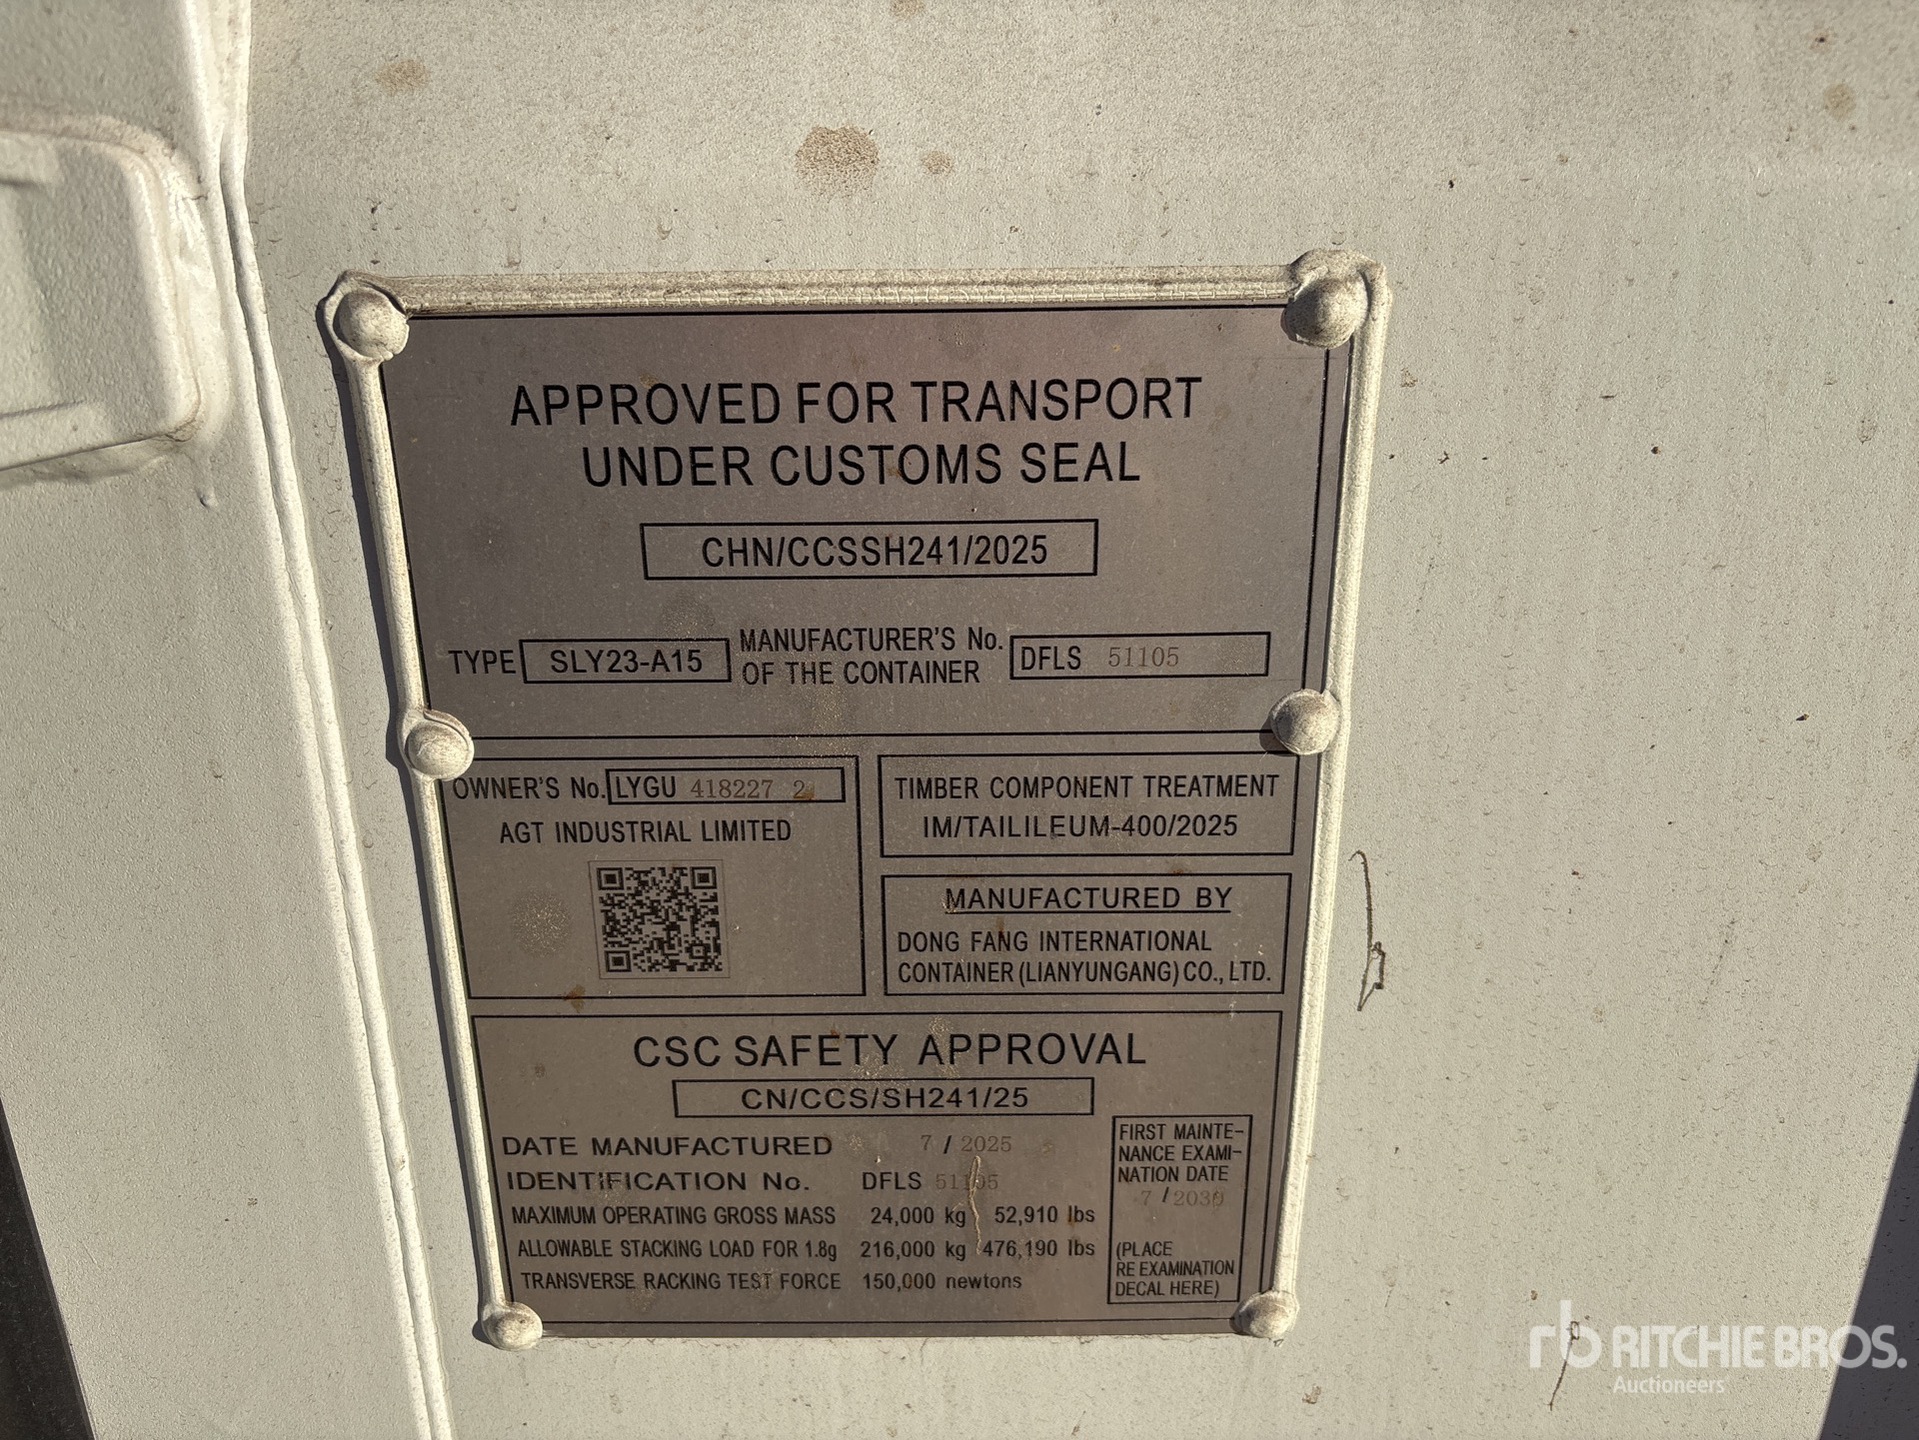 APPROVED FOR TRANSPORT
UNDER CUSTOMS SEAL
CHN/CCSSH241/2025
TYPE SLY23-A15 MANUFACTURER'S No. OF THE CONTAINER DFLS 51105
OWNER'S No. LYGU 418227 2
AGT INDUSTRIAL LIMITED
TIMBER COMPONENT TREATMENT
IM/TAILILEUM-400/2025
MANUFACTURED BY
DONG FANG INTERNATIONAL
CONTAINER (LIANYUNGANG) CO., LTD.
CSC SAFETY APPROVAL
CN/CCS/SH241/25
DATE MANUFACTURED 7 / 2025
IDENTIFICATION No. DFLS 51105
MAXIMUM OPERATING GROSS MASS 24,000 kg 52,910 lbs
ALLOWABLE STACKING LOAD FOR 1.8g 216,000 kg 476,190 lbs
TRANSVERSE RACKING TEST FORCE 150,000 newtons
FIRST MAINTE-
NANCE EXAMI-
NATION DATE
7 / 2030
(PLACE
RE EXAMINATION
DECAL HERE)
rb RITCHIE BROS.
Auctioneers